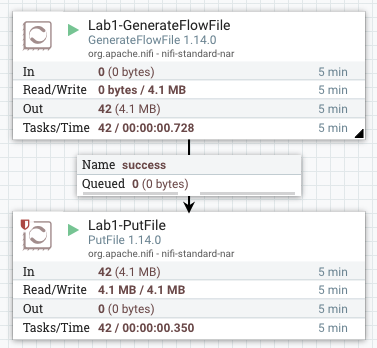 Lab1-GenerateFlowFile
GenerateFlowFile 1.14.0
org.apache.nifi - nifi-standard-nar
In 0 (0 bytes) 5 min
Read/Write 0 bytes / 4.1 MB 5 min
Out 42 (4.1 MB) 5 min
Tasks/Time 42 / 00:00:00.728 5 min
Name success
Queued 0 (0 bytes)
Lab1-PutFile
PutFile 1.14.0
org.apache.nifi - nifi-standard-nar
In 42 (4.1 MB) 5 min
Read/Write 4.1 MB / 4.1 MB 5 min
Out 0 (0 bytes) 5 min
Tasks/Time 42 / 00:00:00.350 5 min